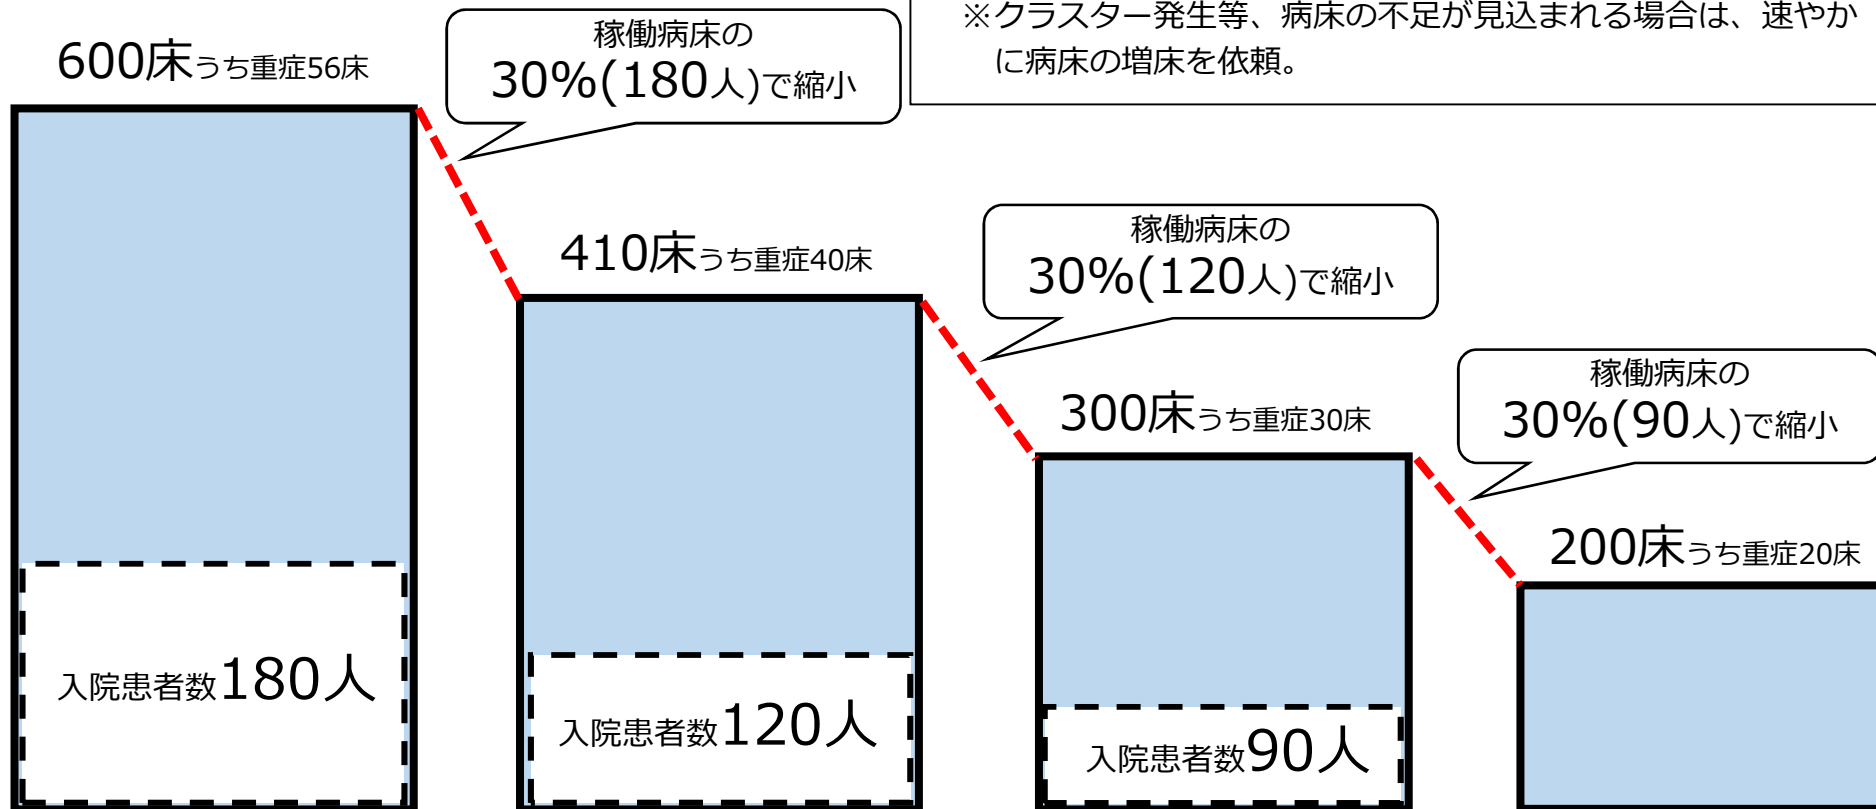 ※クラスター発生等、病床の不足が見込まれる場合は、速やか
に病床の増床を依頼。
600床うち重症56床
稼働病床の
30%(180人)で縮小
410床うち重症40床
稼働病床の
30%(120人)で縮小
300床うち重症30床
稼働病床の
30%(90人)で縮小
200床うち重症20床
入院患者数180人
入院患者数120人
入院患者数90人